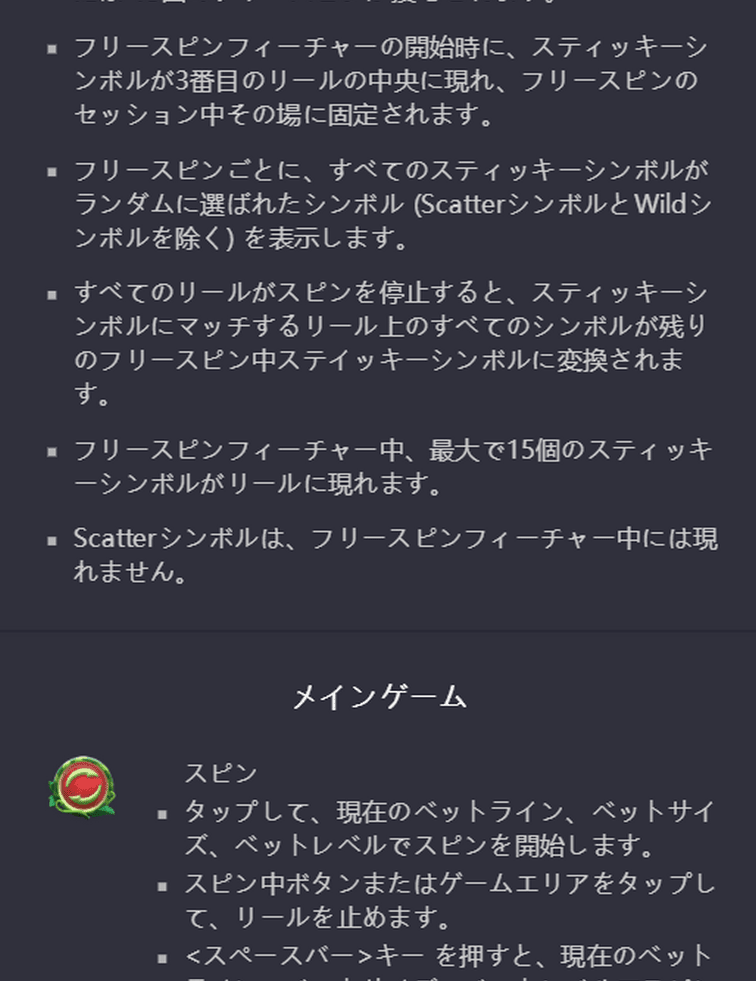 フリースピンフィーチャーの開始時に、スティッキーシ
ンボルが3番目のリールの中央に現れ、フリースピンの
セッション中その場に固定されます。
フリースピンごとに、すべてのスティッキーシンボルが
ランダムに選ばれたシンボル (ScatterシンボルとWildシ
ンボルを除く) を表示します。
すべてのリールがスピンを停止すると、スティッキーシ
ンボルにマッチするリール上のすべてのシンボルが残り
のフリースピン中ステイッキーシンボルに変換されま
す。
フリースピンフィーチャー中、最大で15個のスティッキ
ーシンボルがリールに現れます。
Scatterシンボルは、フリースピンフィーチャー中には現
れません。
メインゲーム
スピン
タップして、現在のベットライン、ベットサイ
ズ、ベットレベルでスピンを開始します。
スピン中ボタンまたはゲームエリアをタップし
て、リールを止めます。
<スペースバー>キー を押すと、現在のベット